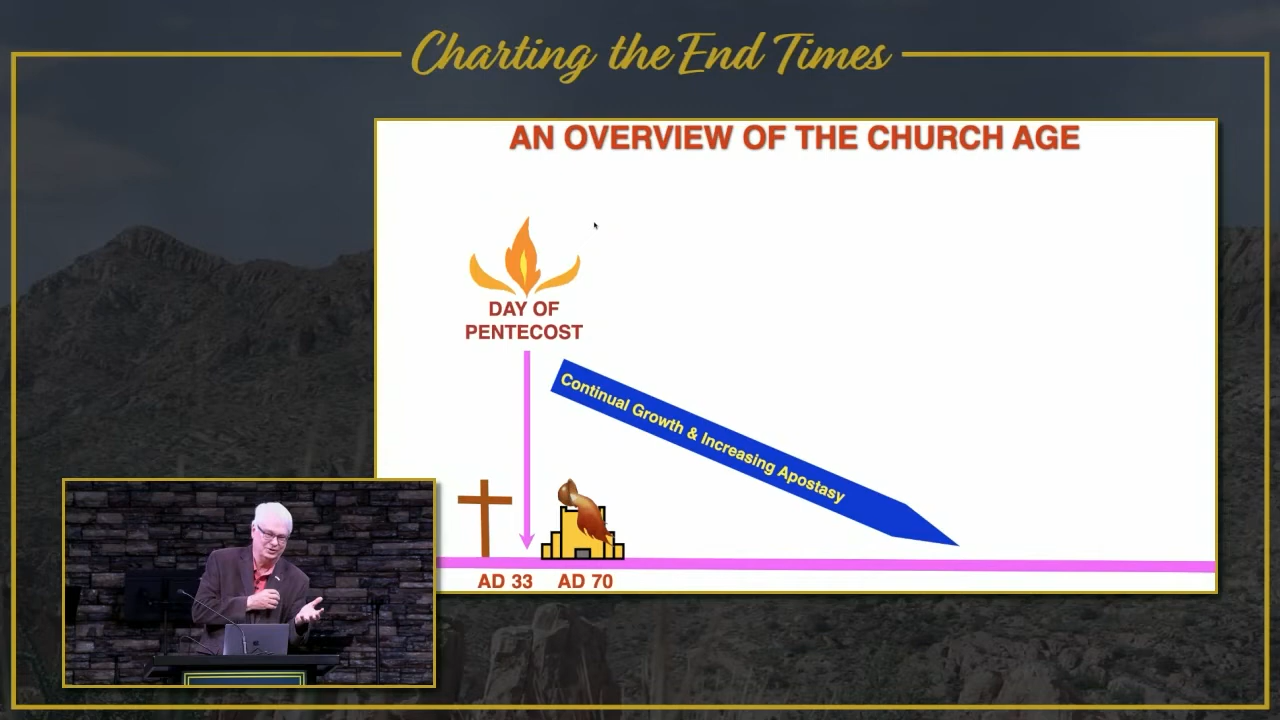 Charting the End Times
AN OVERVIEW OF THE CHURCH AGE
DAY OF
PENTECOST
Continual Growth & Increasing Apostasy
AD 33
AD 70